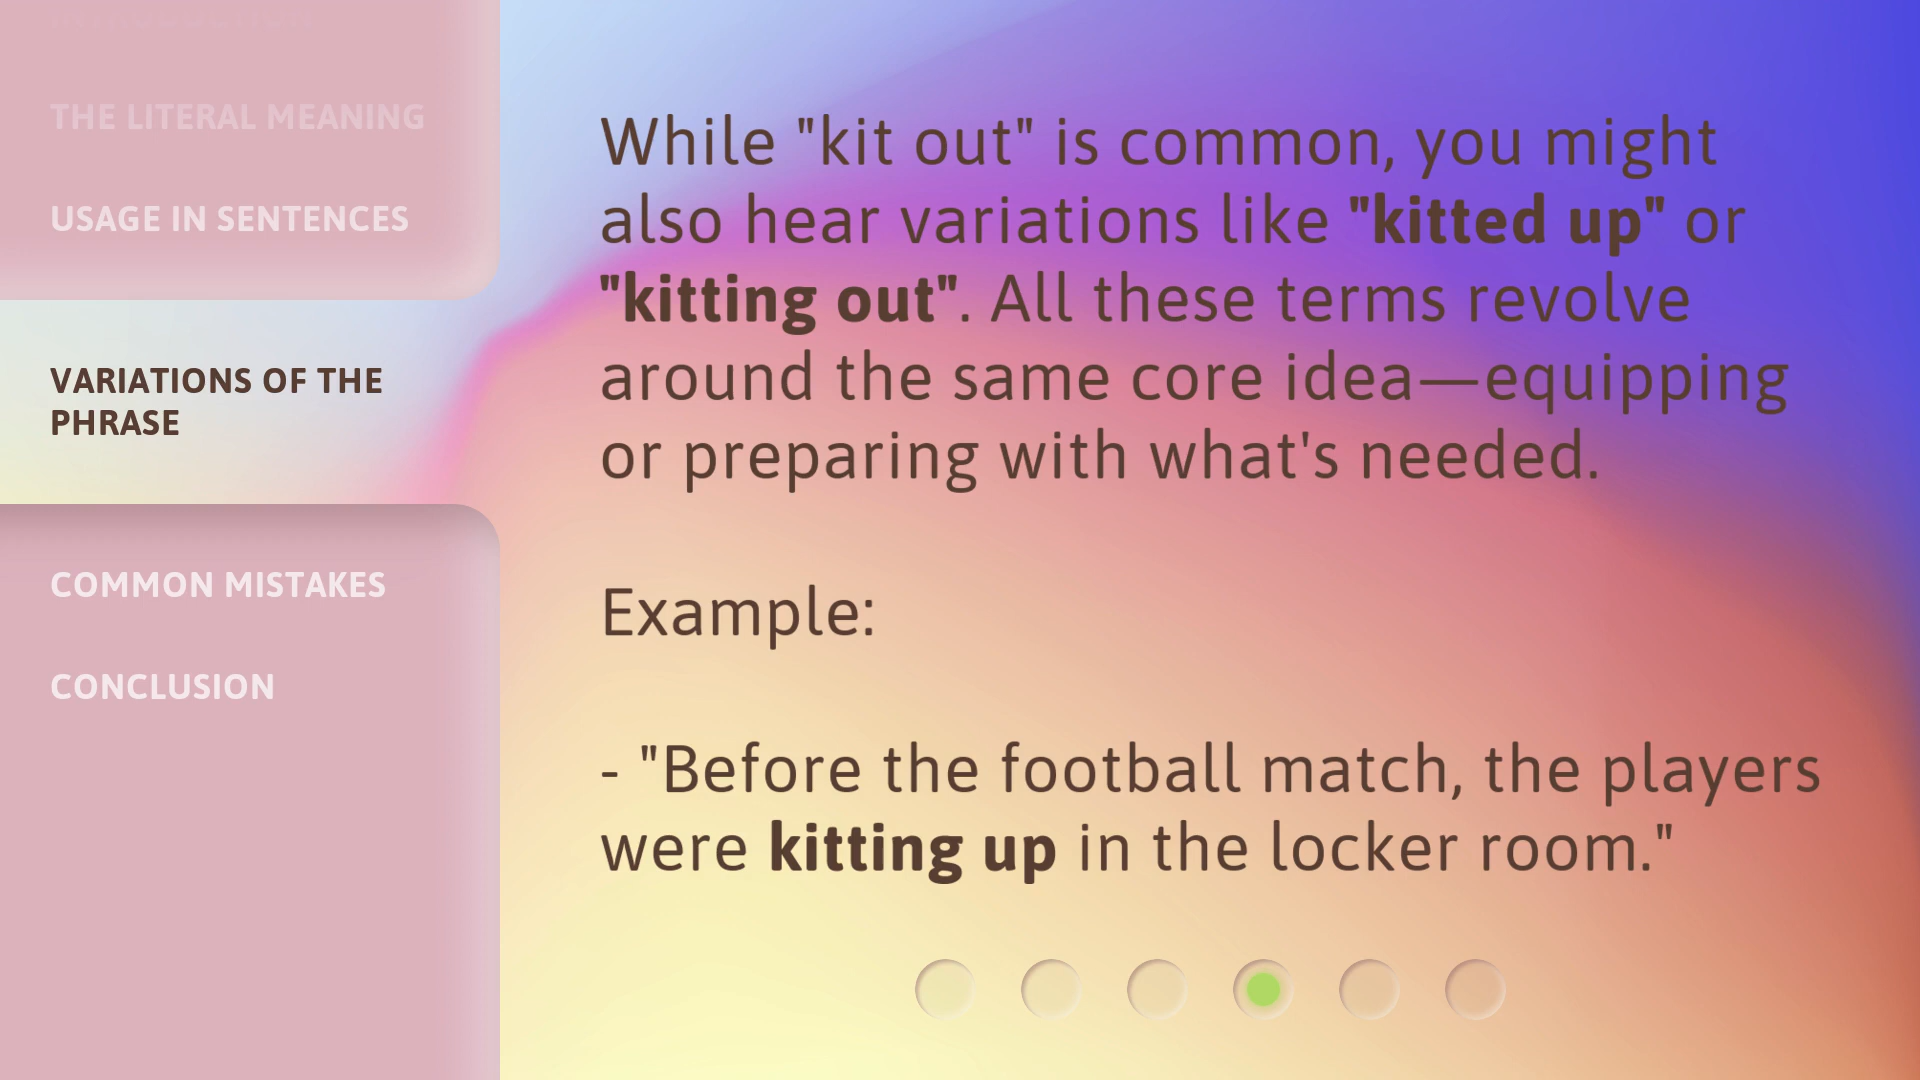 THE LITERAL MEANING
USAGE IN SENTENCES
VARIATIONS OF THE
PHRASE
COMMON MISTAKES
CONCLUSION
While "kit out" is common, you might
also hear variations like "kitted up" or
"kitting out". All these terms revolve
around the same core idea—equipping
or preparing with what's needed.
Example:
- "Before the football match, the players
were kitting up in the locker room."